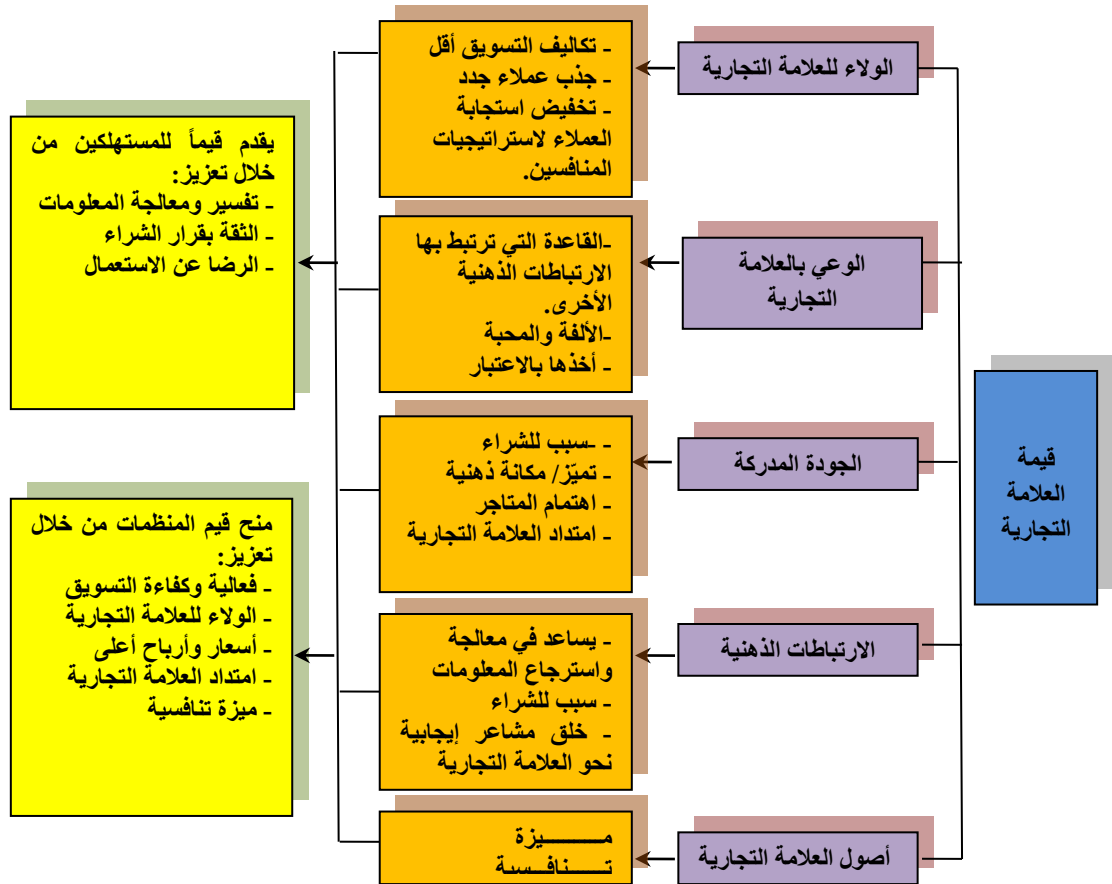 قيمة
العلامة
التجارية
الولاء للعلامة التجارية
- تكاليف التسويق أقل
- جذب عملاء جدد
- تخفيض استجابة
العملاء لاستراتيجيات
المنافسين.
الوعي بالعلامة
التجارية
-القاعدة التي ترتبط بها
الارتباطات الذهنية
الأخرى.
-الألفة والمحبة
- أخذها بالاعتبار
الجودة المدركة
- -سبب للشراء
- تميّز/ مكانة ذهنية
- اهتمام المتاجر
- امتداد العلامة التجارية
الارتباطات الذهنية
- يساعد في معالجة
واسترجاع المعلومات
- سبب للشراء
- خلق مشاعر إيجابية
نحو العلامة التجارية
أصول العلامة التجارية
مـــــــيزة
تـــــنافــسية
يقدم قيماً للمستهلكين من
خلال تعزيز:
- تفسير ومعالجة المعلومات
- الثقة بقرار الشراء
- الرضا عن الاستعمال
منح قيم المنظمات من خلال
تعزيز:
- فعالية وكفاءة التسويق
- الولاء للعلامة التجارية
- أسعار وأرباح أعلى
- امتداد العلامة التجارية
- ميزة تنافسية